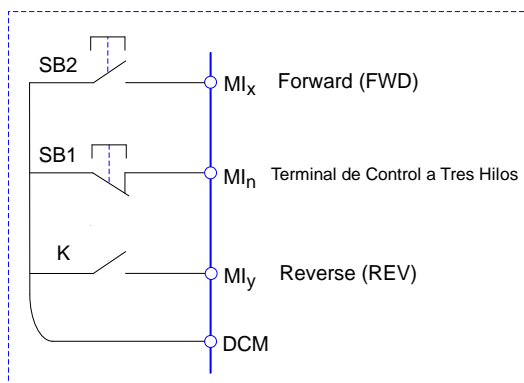 SB2
MIx Forward (FWD)
SB1
MIn Terminal de Control a Tres Hilos
K
MIy Reverse (REV)
DCM